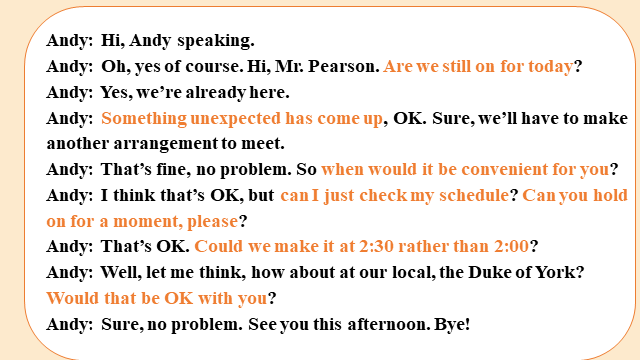 Andy: Hi, Andy speaking.
Andy: Oh, yes of course. Hi, Mr. Pearson. Are we still on for today?
Andy: Yes, we're already here.
Andy: Something unexpected has come up, OK. Sure, we'll have to make
another arrangement to meet.
Andy: That's fine, no problem. So when would it be convenient for you?
Andy: I think that's OK, but can I just check my schedule? Can you hold
on for a moment, please?
Andy: That's OK. Could we make it at 2:30 rather than 2:00?
Andy: Well, let me think, how about at our local, the Duke of York?
Would that be OK with you?
Andy: Sure, no problem. See you this afternoon. Bye!